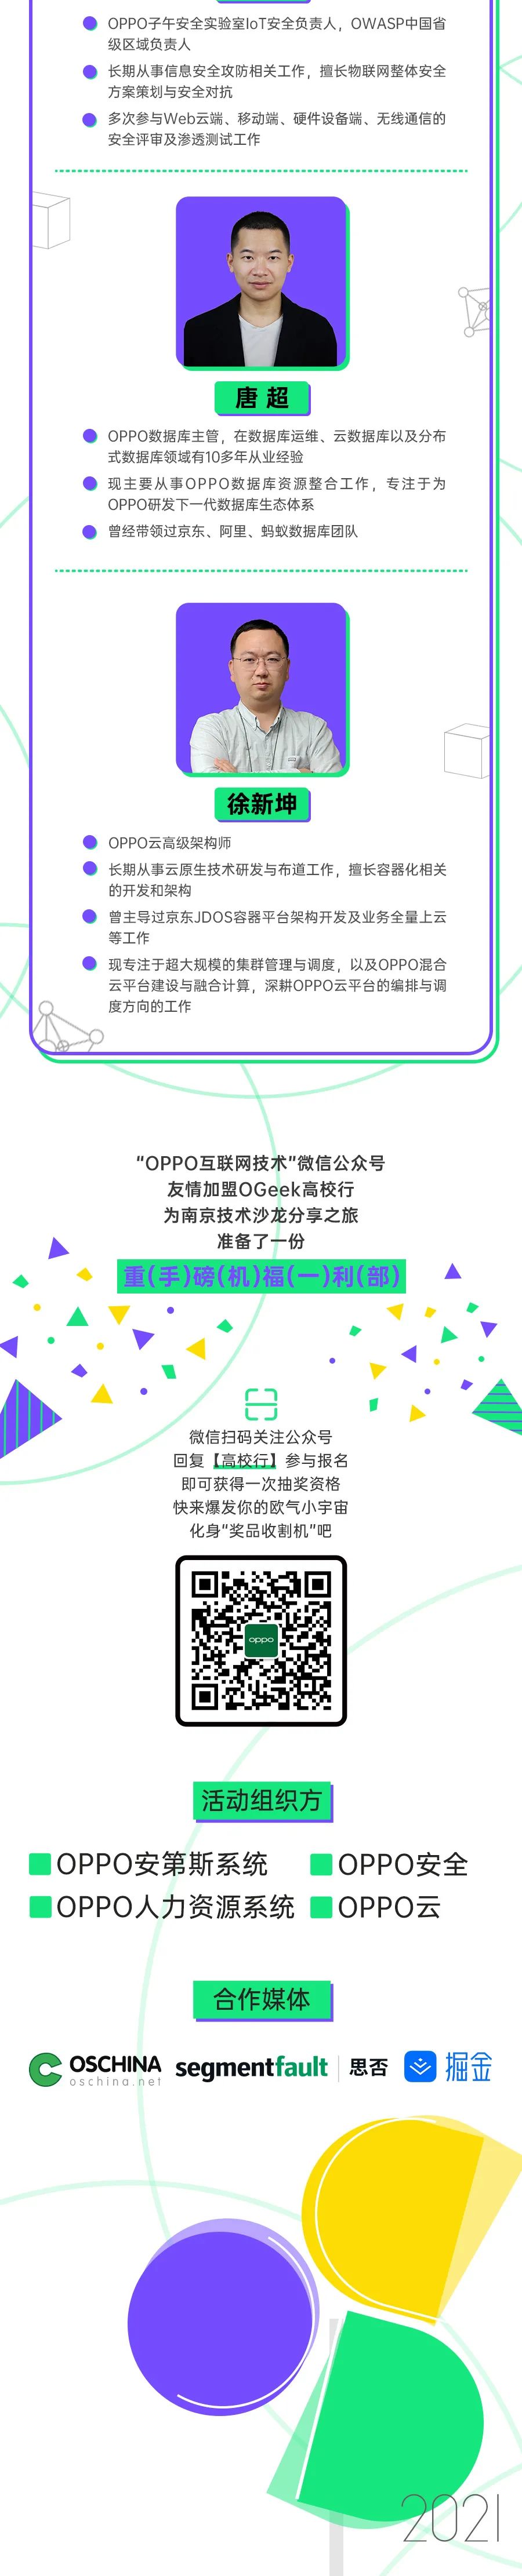 OPPO子午安全实验室IoT安全负责人，OWASP中国省
级区域负责人
长期从事信息安全攻防相关工作，擅长物联网整体安全
方案策划与安全对抗
多次参与Web云端、移动端、硬件设备端、无线通信的
安全评审及渗透测试工作
唐 超
OPPO数据库主管，在数据库运维、云数据库以及分布
式数据库领域有10多年从业经验
现主要从事OPPO数据库资源整合工作，专注于为
OPPO研发下一代数据库生态体系
曾经带领过京东、阿里、蚂蚁数据库团队
徐新坤
OPPO云高级架构师
长期从事云原生技术研发与布道工作，擅长容器化相关
的开发和架构
曾主导过京东JDOS容器平台架构开发及业务全量上云
等工作
现专注于超大规模的集群管理与调度，以及OPPO混合
云平台建设与融合计算，深耕OPPO云平台的编排与调
度方向的工作
“OPPO互联网技术”微信公众号
友情加盟OGeek高校行
为南京技术沙龙分享之旅
准备了一份
重(手)磅(机)福(一)利(部)
微信扫码关注公众号
回复【高校行】参与报名
即可获得一次抽奖资格
快来爆发你的欧气小宇宙
化身“奖品收割机”吧
oppo
活动组织方
OPPO安第斯系统
OPPO安全
OPPO人力资源系统
OPPO云
合作媒体
OSCHINA
oschina.net
segmentfault
思否
掘金
2021